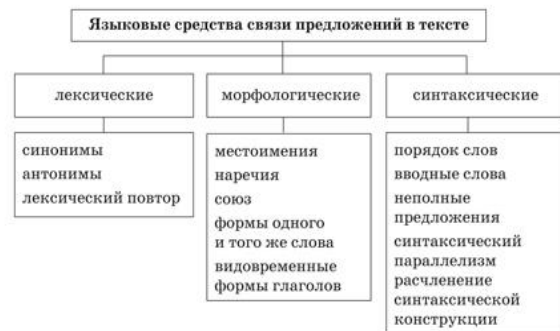 Языковые средства связи предложений в тексте
лексические
морфологические
синтаксические
синонимы
антонимы
лексический повтор
местоимения
наречия
союз
формы одного
и того же слова
видовременные
формы глаголов
порядок слов
вводные слова
неполные
предложения
синтаксический
параллелизм
расчленение
синтаксической
конструкции